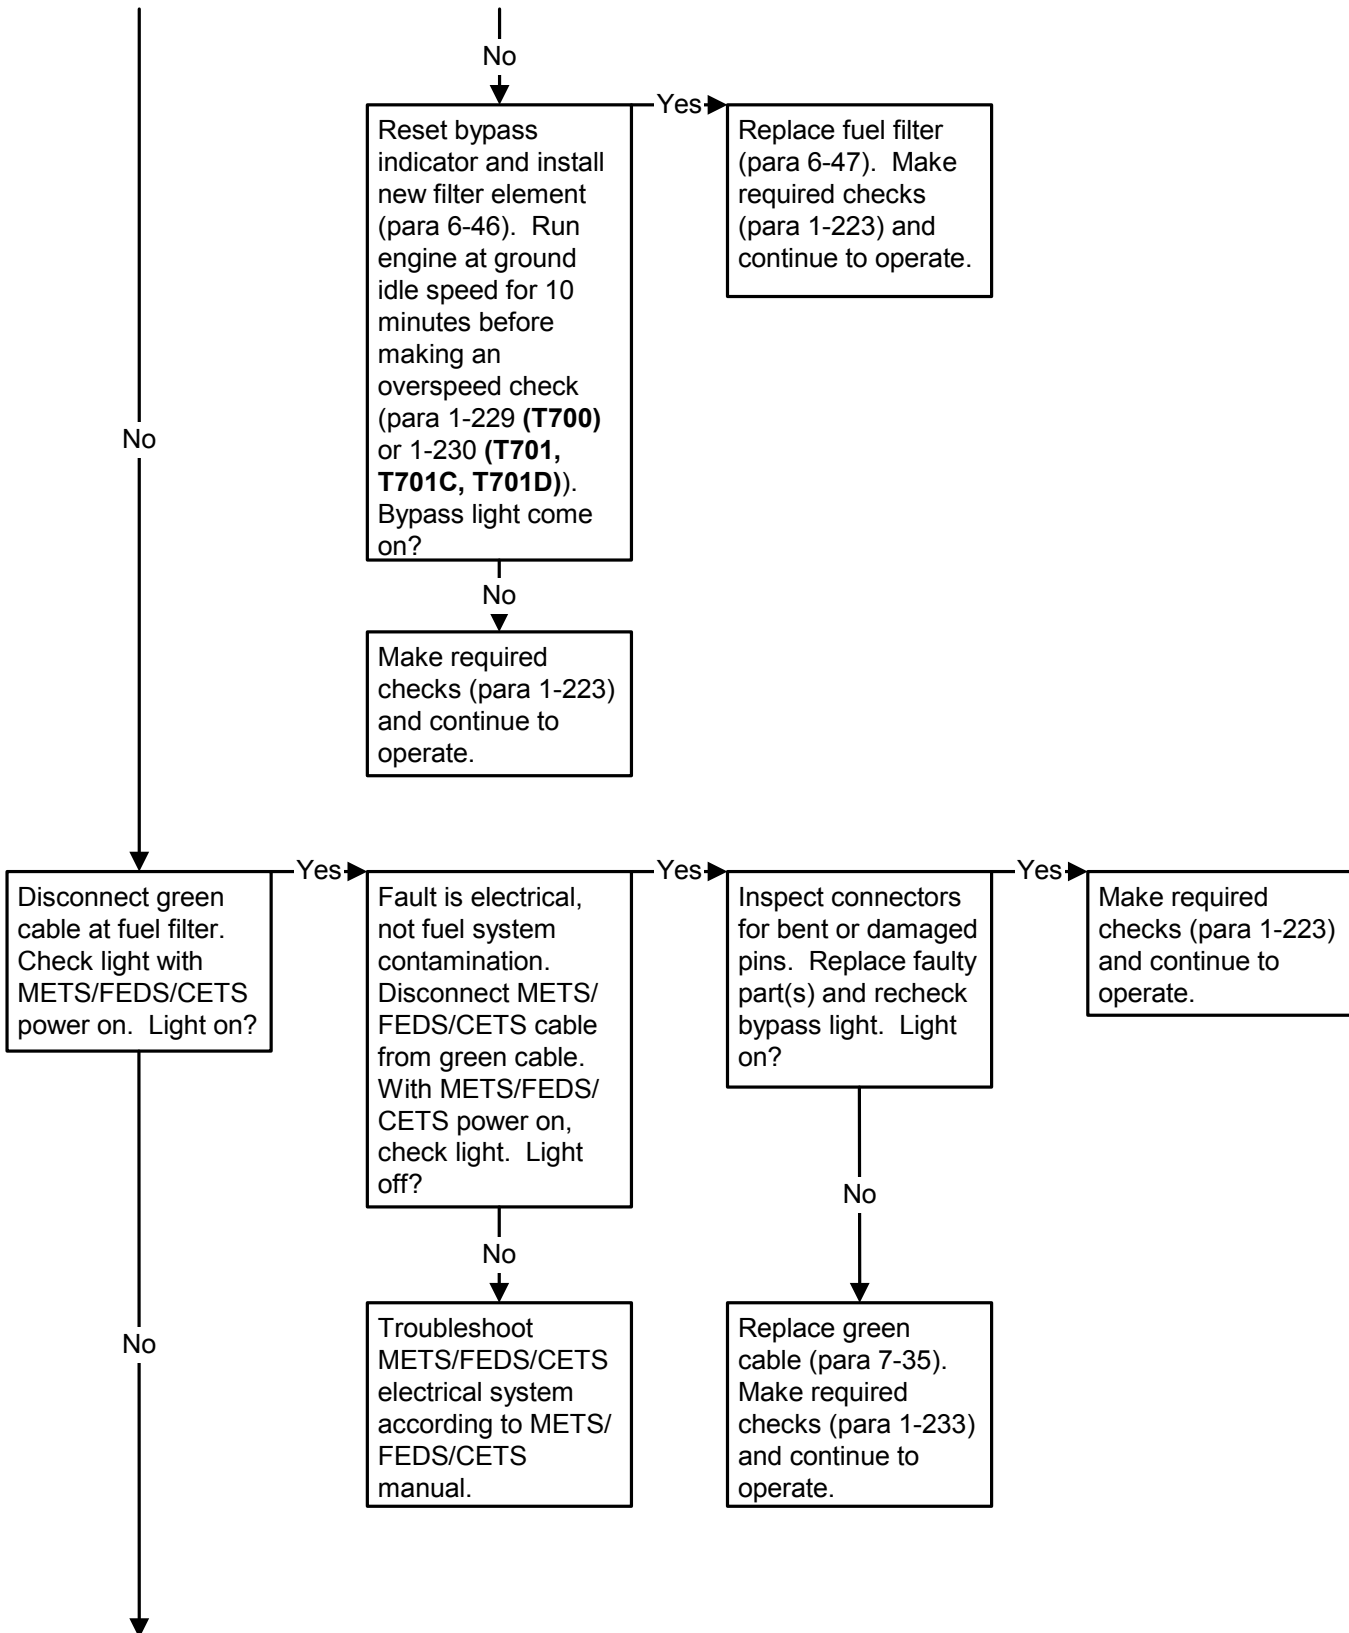 No
Yes
Reset bypass
indicator and install
new filter element
(para 6-46).  Run
engine at ground
idle speed for 10
minutes before
making an
overspeed check
(para 1-229 (T700)
or 1-230 (T701,
T701C, T701D)).
Bypass light come
on?
Replace fuel filter
(para 6-47).  Make
required checks
(para 1-223) and
continue to operate.
No
No
Make required
checks (para 1-223)
and continue to
operate.
Disconnect green
cable at fuel filter.
Check light with
METS/FEDS/CETS
power on.  Light on?
Yes
Fault is electrical,
not fuel system
contamination.
Disconnect METS/
FEDS/CETS cable
from green cable.
With METS/FEDS/
CETS power on,
check light.  Light
off?
Yes
Inspect connectors
for bent or damaged
pins.  Replace faulty
part(s) and recheck
bypass light.  Light
on?
Yes
Make required
checks (para 1-223)
and continue to
operate.
No
No
No
Troubleshoot
METS/FEDS/CETS
electrical system
according to METS/
FEDS/CETS
manual.
Replace green
cable (para 7-35).
Make required
checks (para 1-233)
and continue to
operate.